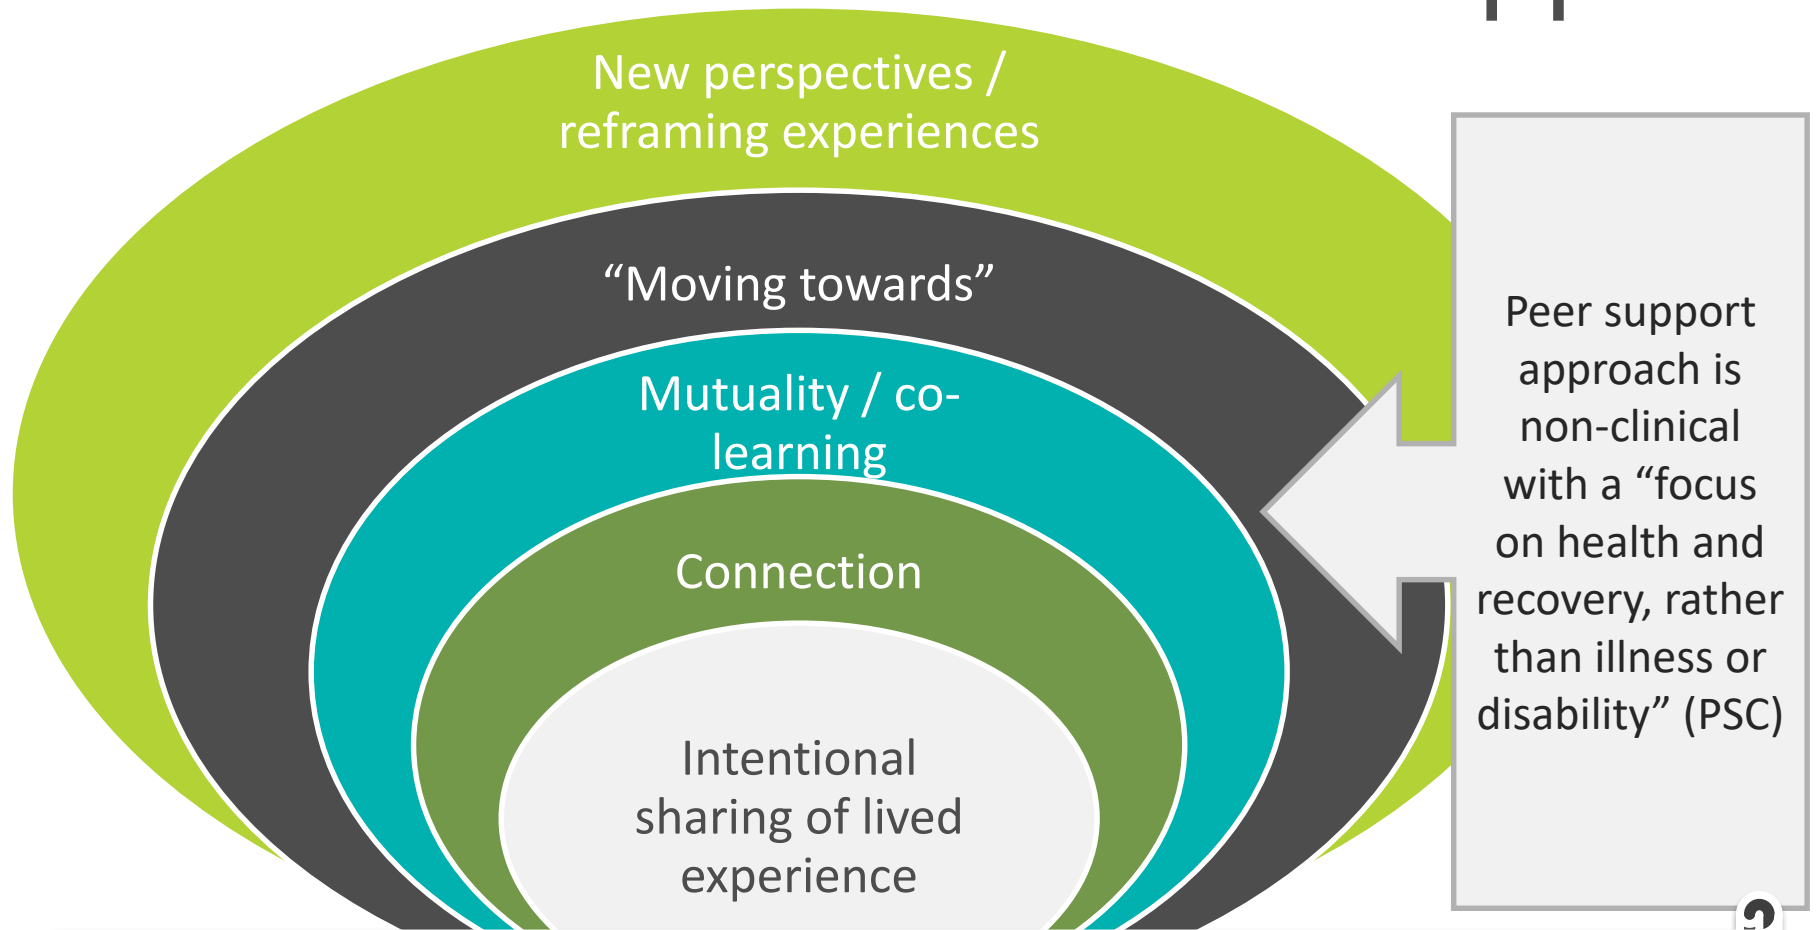 New perspectives /
reframing experiences
“Moving towards”
Mutuality / co-
learning
Connection
Intentional
sharing of lived
experience
Peer support
approach is
non-clinical
with a “focus
on health and
recovery, rather
than illness or
disability” (PSC)